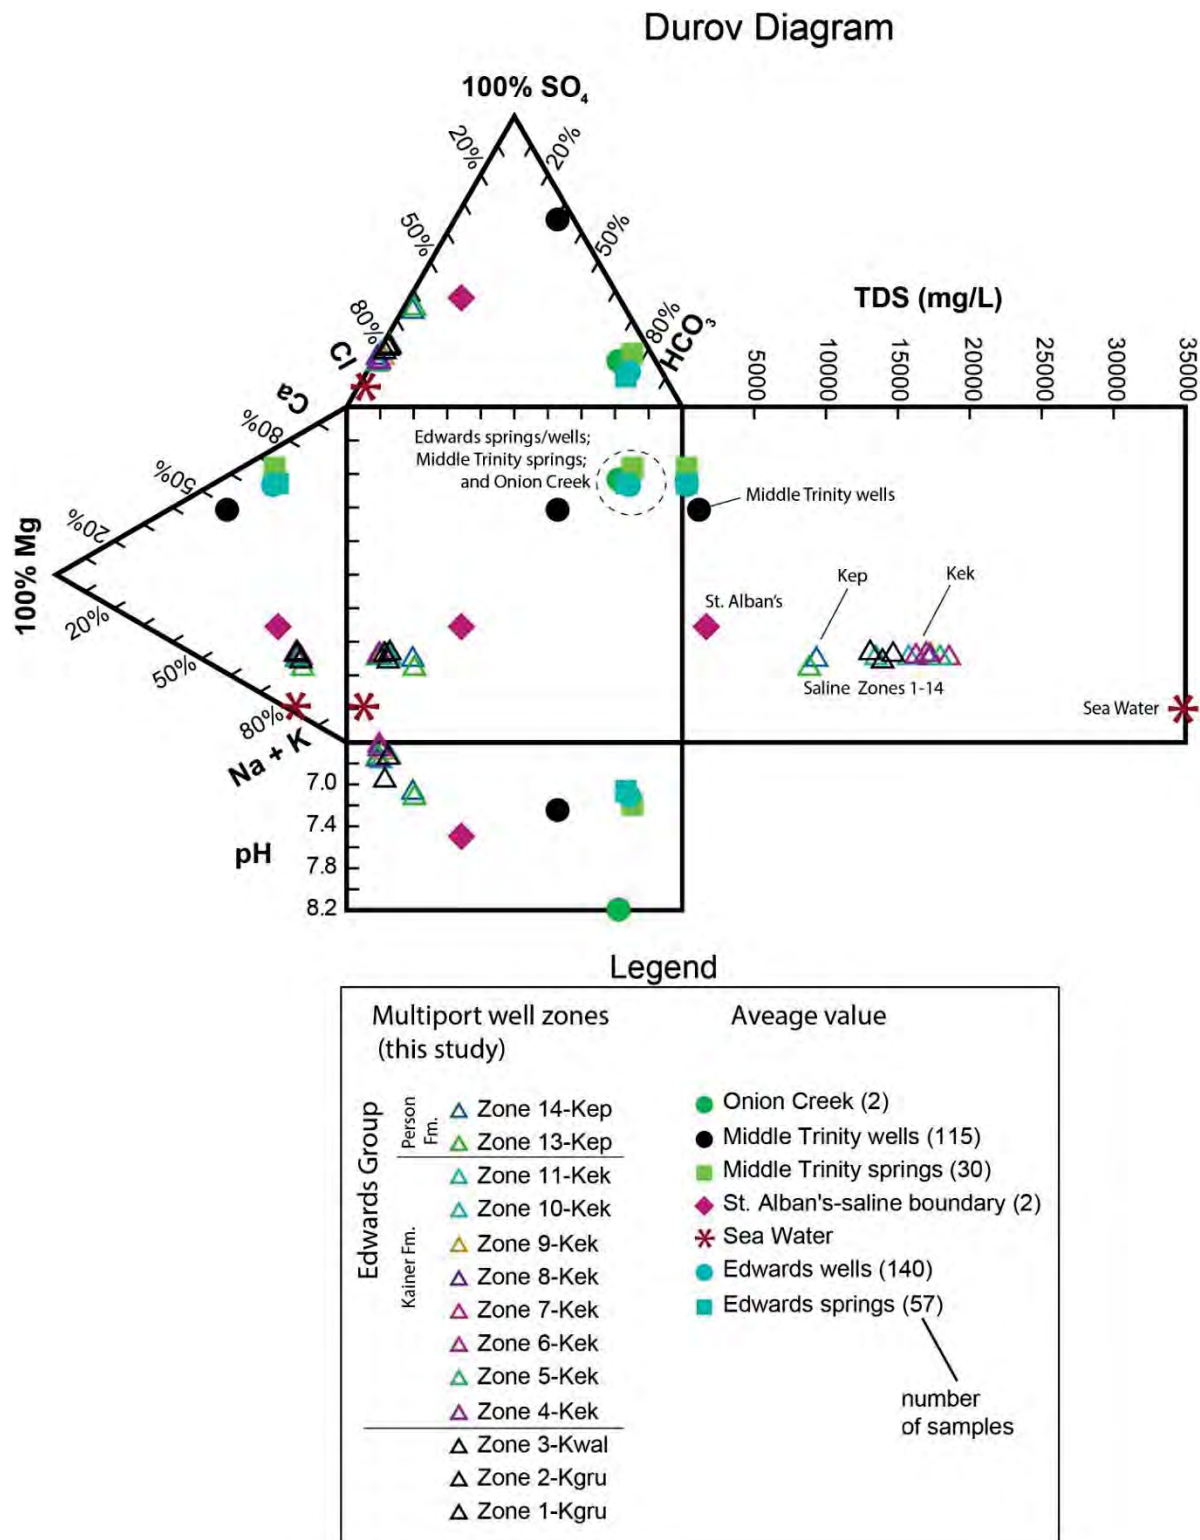 Durov Diagram
100% SO4
20%
20%
50%
50%
80%
80%
Cl
HCO3
TDS (mg/L)
5000
10000
15000
20000
25000
30000
35000
Ca
80%
50%
20%
100% Mg
20%
50%
80%
Na + K
Edwards springs/wells;
Middle Trinity springs;
and Onion Creek
Middle Trinity wells
St. Alban's
Kep
Kek
Saline Zones 1-14
Sea Water
7.0
7.4
7.8
8.2
pH
Legend
Multiport well zones
(this study)
Aveage value
Edwards Group
Person
Fm.
Kainer Fm.
Zone 14-Kep
Zone 13-Kep
Zone 11-Kek
Zone 10-Kek
Zone 9-Kek
Zone 8-Kek
Zone 7-Kek
Zone 6-Kek
Zone 5-Kek
Zone 4-Kek
Zone 3-Kwal
Zone 2-Kgru
Zone 1-Kgru
Onion Creek (2)
Middle Trinity wells (115)
Middle Trinity springs (30)
St. Alban's-saline boundary (2)
Sea Water
Edwards wells (140)
Edwards springs (57)
number
of samples